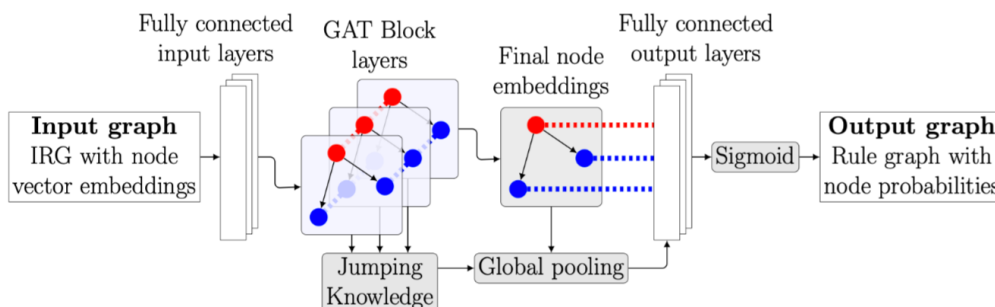 Fully connected
input layers
GAT Block
layers
Final node
embeddings
Fully connected
output layers
Input graph
IRG with node
vector embeddings
Sigmoid
Output graph
Rule graph with
node probabilities
Jumping
Knowledge
Global pooling